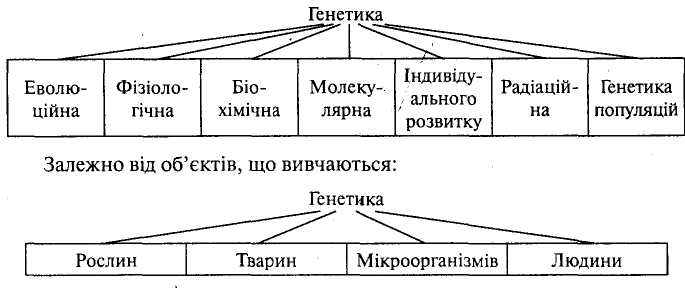 Генетика
Еволю-
ційна
Фізіоло-
гічна
Біо-
хімічна
Молеку-
лярна
Індивіду-
ального
розвитку
Радіацій-
на
Генетика
популяцій
Залежно від об’єктів, що вивчаються:
Генетика
Рослин
Тварин
Мікроорганізмів
Людини